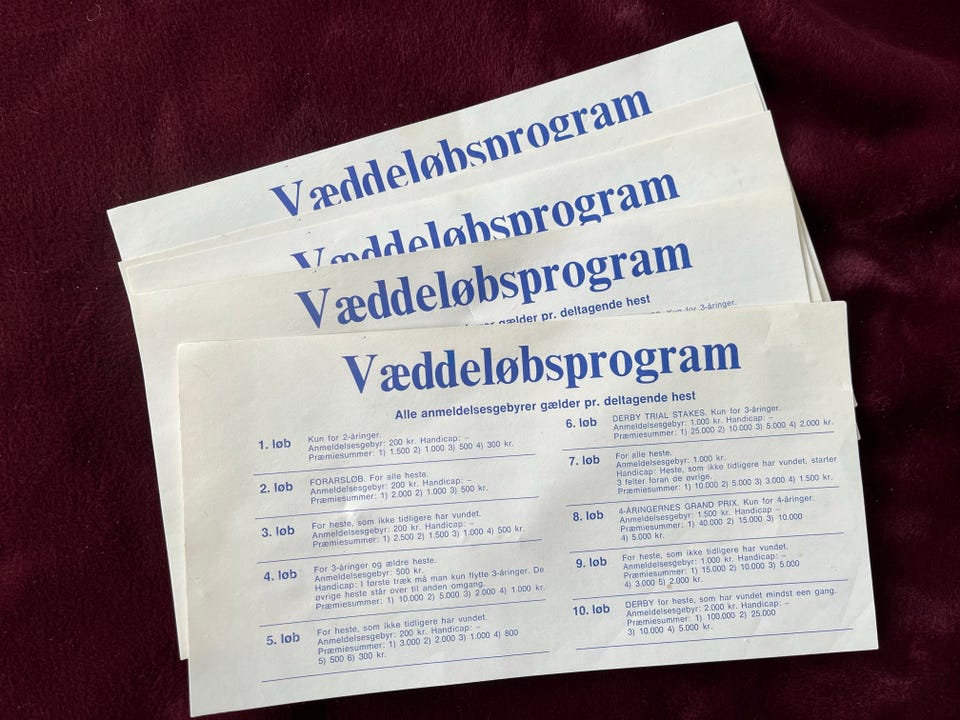 Væddeløbsprogram
Væddeløbsprogram
Væddeløbsprogram
gælder pr. deltagende hest
Kun for 3-åringer.
Væddeløbsprogram
Alle anmeldelsesgebyrer gælder pr. deltagende hest
1. løb
Kun for 2-åringer.
Anmeldelsesgebyr: 200 kr. Handicap: –
Præmiesummer: 1) 1.500 2) 1.000 3) 500 4) 300 kr.
2. løb
FORÅRSLØB. For alle heste.
Anmeldelsesgebyr: 200 kr. Handicap: –
Præmiesummer: 1) 2.000 2) 1.000 3) 500 kr.
3. løb
For heste, som ikke tidligere har vundet.
Anmeldelsesgebyr: 200 kr. Handicap: –
Præmiesummer: 1) 2.500 2) 1.500 3) 1.000 4) 500 kr.
4. løb
For 3-åringer og ældre heste.
Anmeldelsesgebyr: 500 kr.
Handicap: I første træk må man kun flytte 3-åringer. De
øvrige heste står over til anden omgang.
Præmiesummer: 1) 10.000 2) 5.000 3) 2.000 4) 1.000 kr.
5. løb
For heste, som ikke tidligere har vundet.
Anmeldelsesgebyr: 200 kr. Handicap: –
Præmiesummer: 1) 3.000 2) 2.000 3) 1.000 4) 800
5) 500 6) 300 kr.
6. løb
DERBY TRIAL STAKES. Kun for 3-åringer.
Anmeldelsesgebyr: 1.000 kr. Handicap: –
Præmiesummer: 1) 25.000 2) 10.000 3) 5.000 4) 2.000 kr.
7. løb
For alle heste.
Anmeldelsesgebyr: 1.000 kr.
Handicap: Heste, som ikke tidligere har vundet, starter
3 felter foran de øvrige.
Præmiesummer: 1) 10.000 2) 5.000 3) 3.000 4) 1.500 kr.
8. løb
4-ÅRINGERNES GRAND PRIX. Kun for 4-åringer.
Anmeldelsesgebyr: 1.500 kr. Handicap: –
Præmiesummer: 1) 40.000 2) 15.000 3) 10.000
4) 5.000 kr.
9. løb
For heste, som ikke tidligere har vundet.
Anmeldelsesgebyr: 1.000 kr. Handicap: –
Præmiesummer: 1) 15.000 2) 10.000 3) 5.000
4) 3.000 5) 2.000 kr.
10. løb
DERBY for heste, som har vundet mindst een gang.
Anmeldelsesgebyr: 2.000 kr. Handicap: –
Præmiesummer: 1) 100.000 2) 25.000
3) 10.000 4) 5.000 kr.